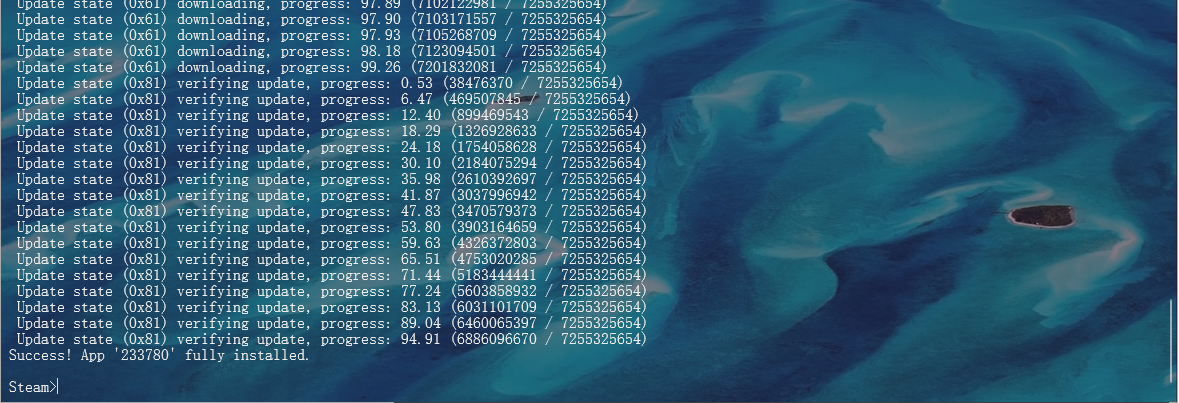 Update state (0x61) downloading, progress: 97.89 (7102122981 / 7255325654)
Update state (0x61) downloading, progress: 97.90 (7103171557 / 7255325654)
Update state (0x61) downloading, progress: 97.93 (7105268709 / 7255325654)
Update state (0x61) downloading, progress: 98.18 (7123094501 / 7255325654)
Update state (0x61) downloading, progress: 99.26 (7201832081 / 7255325654)
Update state (0x81) verifying update, progress: 0.53 (38476370 / 7255325654)
Update state (0x81) verifying update, progress: 6.47 (469507845 / 7255325654)
Update state (0x81) verifying update, progress: 12.40 (899469543 / 7255325654)
Update state (0x81) verifying update, progress: 18.29 (1326928633 / 7255325654)
Update state (0x81) verifying update, progress: 24.18 (1754058628 / 7255325654)
Update state (0x81) verifying update, progress: 30.10 (2184075294 / 7255325654)
Update state (0x81) verifying update, progress: 35.98 (2610392697 / 7255325654)
Update state (0x81) verifying update, progress: 41.87 (3037996942 / 7255325654)
Update state (0x81) verifying update, progress: 47.83 (3470579373 / 7255325654)
Update state (0x81) verifying update, progress: 53.80 (3903164659 / 7255325654)
Update state (0x81) verifying update, progress: 59.63 (4326372803 / 7255325654)
Update state (0x81) verifying update, progress: 65.51 (4753020285 / 7255325654)
Update state (0x81) verifying update, progress: 71.44 (5183444441 / 7255325654)
Update state (0x81) verifying update, progress: 77.24 (5603858932 / 7255325654)
Update state (0x81) verifying update, progress: 83.13 (6031101709 / 7255325654)
Update state (0x81) verifying update, progress: 89.04 (6460065397 / 7255325654)
Update state (0x81) verifying update, progress: 94.91 (6886096670 / 7255325654)
Success! App '233780' fully installed.
Steam>